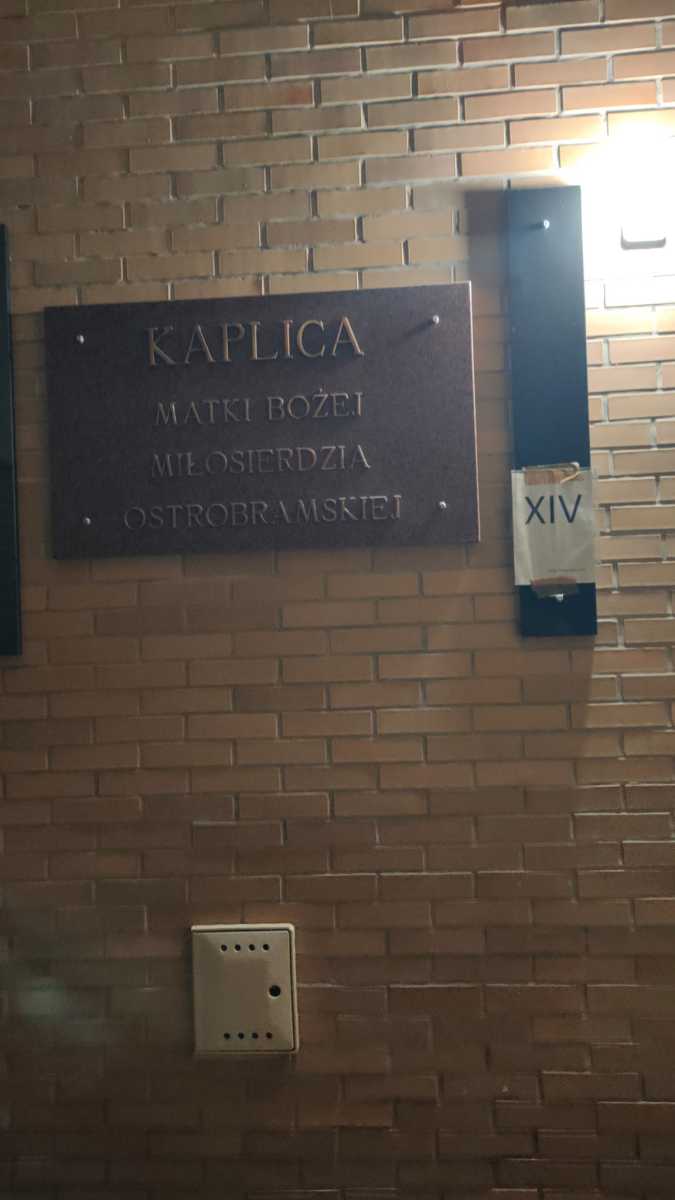 KAPLICA
MATKI BOŻEJ
MIŁOSIERDZIA
OSTROBRAMSKIEJ
XIV